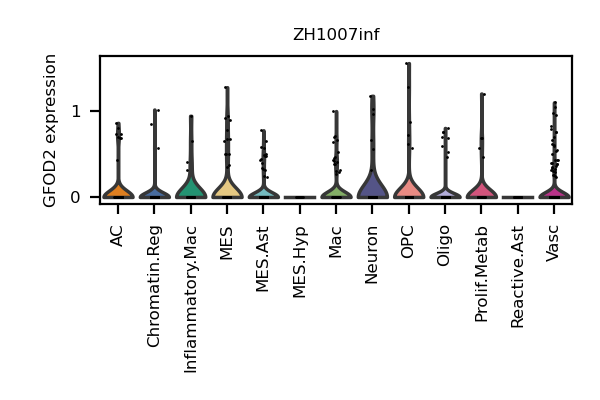 ZH1007inf
GFOD2 expression
1
0
AC
Chromatin.Reg
Inflammatory.Mac
MES
MES.Ast
MES.Hyp
Mac
Neuron
OPC
Oligo
Prolif.Metab
Reactive.Ast
Vasc